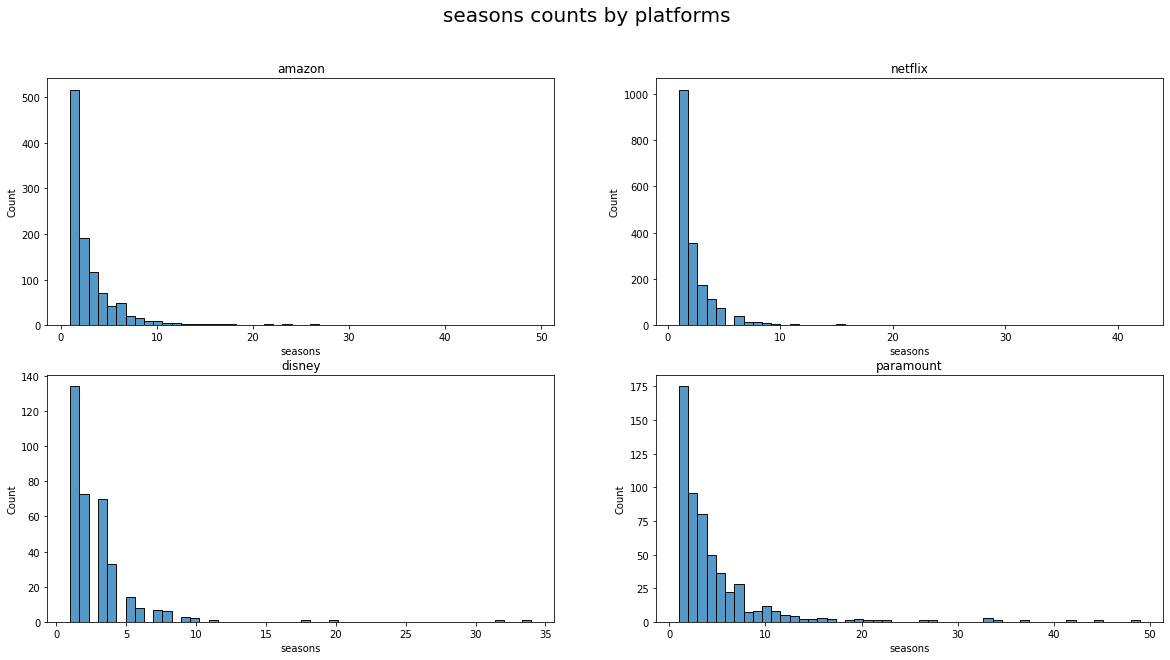 seasons counts by platforms
amazon
500
400
300
200
100
0
Count
0 10 20 30 40 50
seasons
netflix
1000
800
600
400
200
0
Count
0 10 20 30 40
seasons
disney
140
120
100
80
60
40
20
0
Count
0 5 10 15 20 25 30 35
seasons
paramount
175
150
125
100
75
50
25
0
Count
0 10 20 30 40 50
seasons